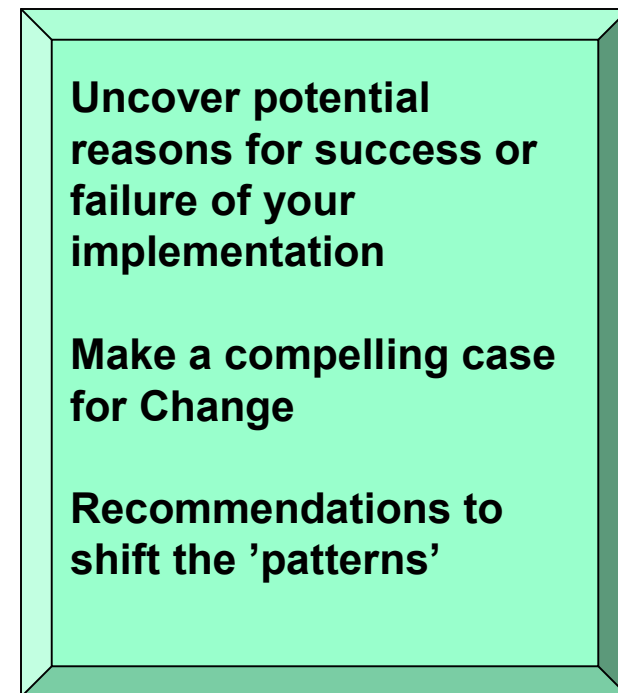 Uncover potential
reasons for success or
failure of your
implementation
Make a compelling case
for Change
Recommendations to
shift the ’patterns’